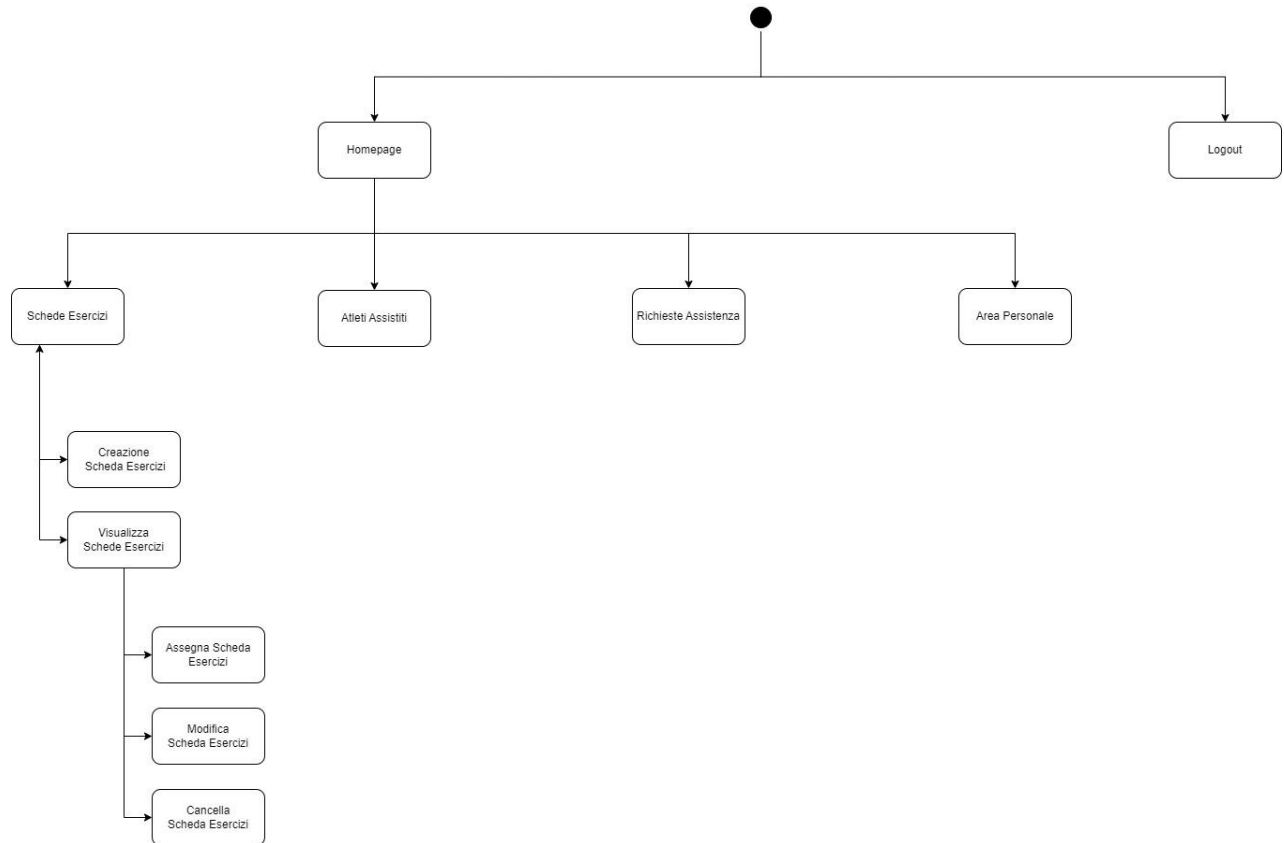 Homepage
Logout
Schede Esercizi
Atleti Assistiti
Richieste Assistenza
Area Personale
Creazione
Scheda Esercizi
Visualizza
Schede Esercizi
Assegna Scheda
Esercizi
Modifica
Scheda Esercizi
Cancella
Scheda Esercizi